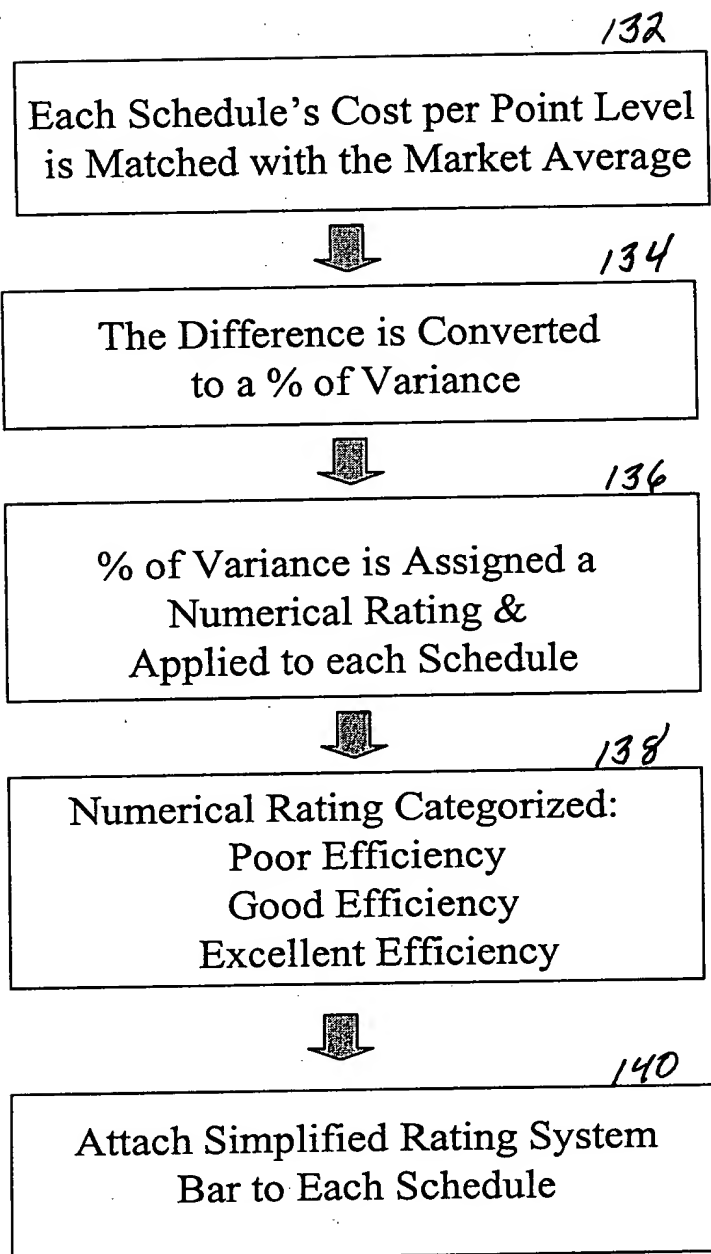 132
Each Schedule's Cost per Point Level
is Matched with the Market Average
134
The Difference is Converted
to a % of Variance
136
% of Variance is Assigned a
Numerical Rating &
Applied to each Schedule
138
Numerical Rating Categorized:
Poor Efficiency
Good Efficiency
Excellent Efficiency
140
Attach Simplified Rating System
Bar to Each Schedule